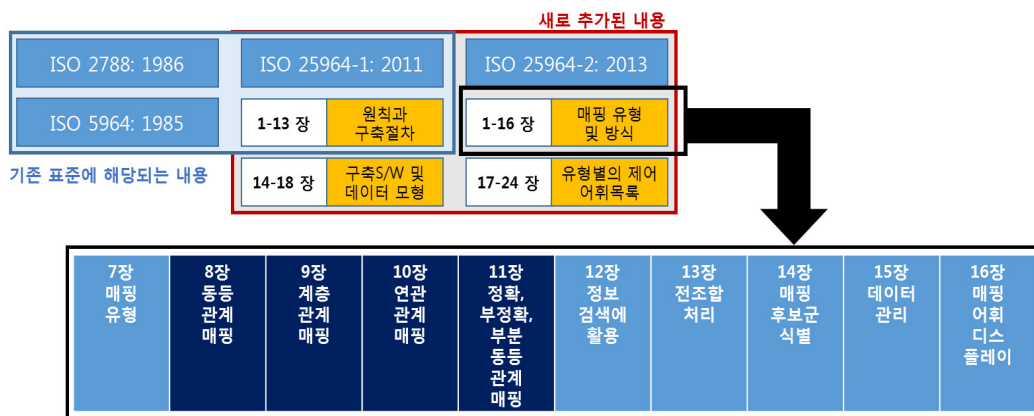 새로 추가된 내용
ISO 2788: 1986
ISO 25964-1: 2011
ISO 25964-2: 2013
ISO 5964: 1985
1-13 장
원칙과
구축절차
1-16 장
매핑 유형
및 방식
기존 표준에 해당되는 내용
14-18 장
구축S/W 및
데이터 모형
17-24 장
유형별의 제어
어휘목록
7장
매핑
유형
8장
동등
관계
매핑
9장
계층
관계
매핑
10장
연관
관계
매핑
11장
정확,
부정확,
부분
동등
관계
매핑
12장
정보
검색에
활용
13장
전조합
처리
14장
매핑
후보군
식별
15장
데이터
관리
16장
매핑
어휘
디스
플레이